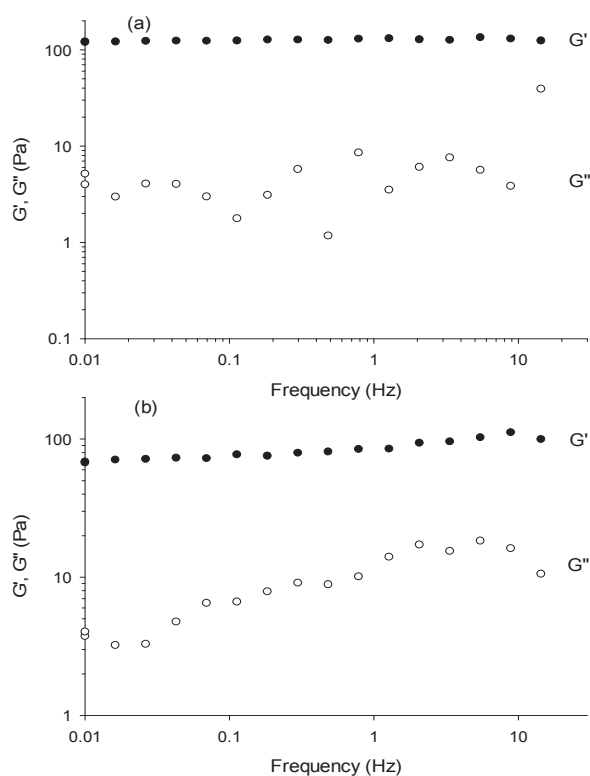 (a)
100
G'
10
G"
1
0.1
G', G" (Pa)
0.01 0.1 1 10
Frequency (Hz)
(b)
100
G'
10
G"
1
G', G" (Pa)
0.01 0.1 1 10
Frequency (Hz)